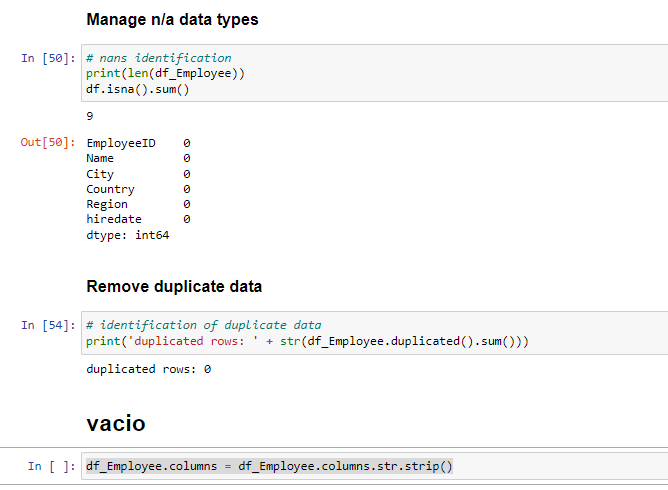 Manage n/a data types
In [50]: # nans identification
print(len(df_Employee))
df.isna().sum()
9
Out[50]: EmployeeID 0
Name 0
City 0
Country 0
Region 0
hiredate 0
dtype: int64
Remove duplicate data
In [54]: # identification of duplicate data
print('duplicated rows: ' + str(df_Employee.duplicated().sum()))
duplicated rows: 0
vacio
In [ ]: df_Employee.columns = df_Employee.columns.str.strip()